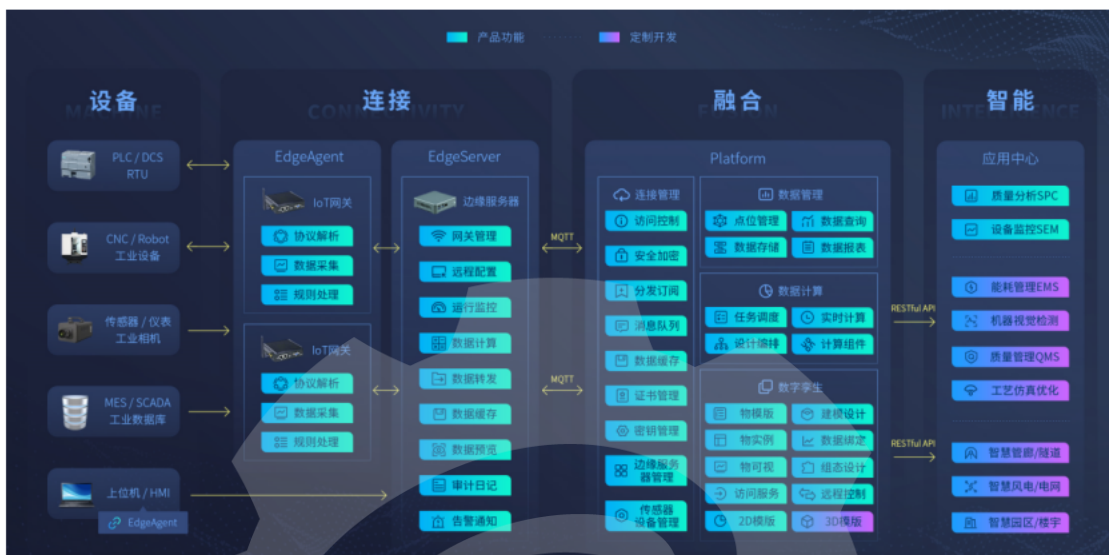 产品功能
定制开发
设备
MACHINE
PLC / DCS
RTU
CNC / Robot
工业设备
传感器 / 仪表
工业相机
MES / SCADA
工业数据库
上位机 / HMI
EdgeAgent
连接
CONNECTIVITY
EdgeAgent
IoT网关
协议解析
数据采集
规则处理
IoT网关
协议解析
数据采集
规则处理
EdgeServer
边缘服务器
网关管理
远程配置
运行监控
数据计算
数据转发
数据缓存
数据预览
审计日记
告警通知
MQTT
MQTT
融合
FUSION
Platform
连接管理
访问控制
安全加密
分发订阅
消息队列
数据缓存
证书管理
密钥管理
边缘服务
器管理
传感器
设备管理
数据管理
点位管理
数据查询
数据存储
数据报表
数据计算
任务调度
实时计算
设计编排
计算组件
数字孪生
物模版
建模设计
物实例
数据绑定
物可视
组态设计
访问服务
远程控制
2D模版
3D模版
RESTful API
RESTful API
智能
INTELLIGENCE
应用中心
质量分析SPC
设备监控SEM
能耗管理EMS
机器视觉检测
质量管理QMS
工艺仿真优化
智慧管廊/隧道
智慧风电/电网
智慧园区/楼宇